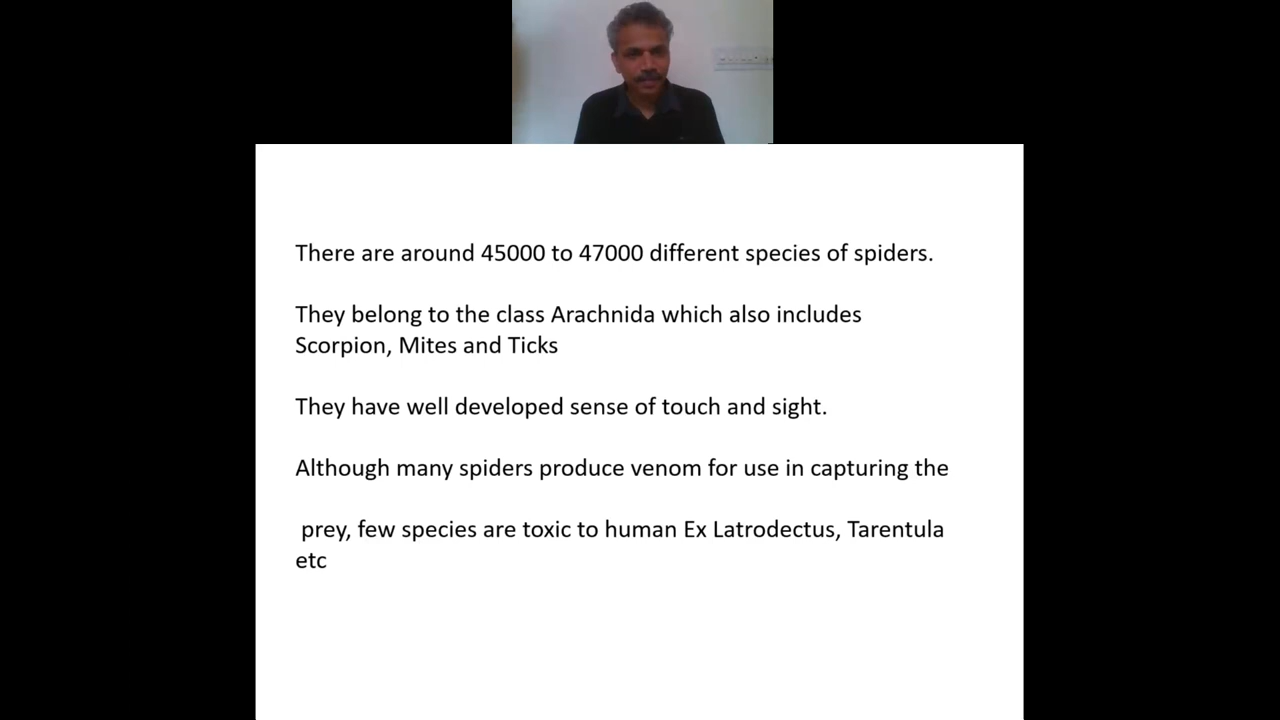 There are around 45000 to 47000 different species of spiders.
They belong to the class Arachnida which also includes
Scorpion, Mites and Ticks
They have well developed sense of touch and sight.
Although many spiders produce venom for use in capturing the
prey, few species are toxic to human Ex Latrodectus, Tarentula
etc